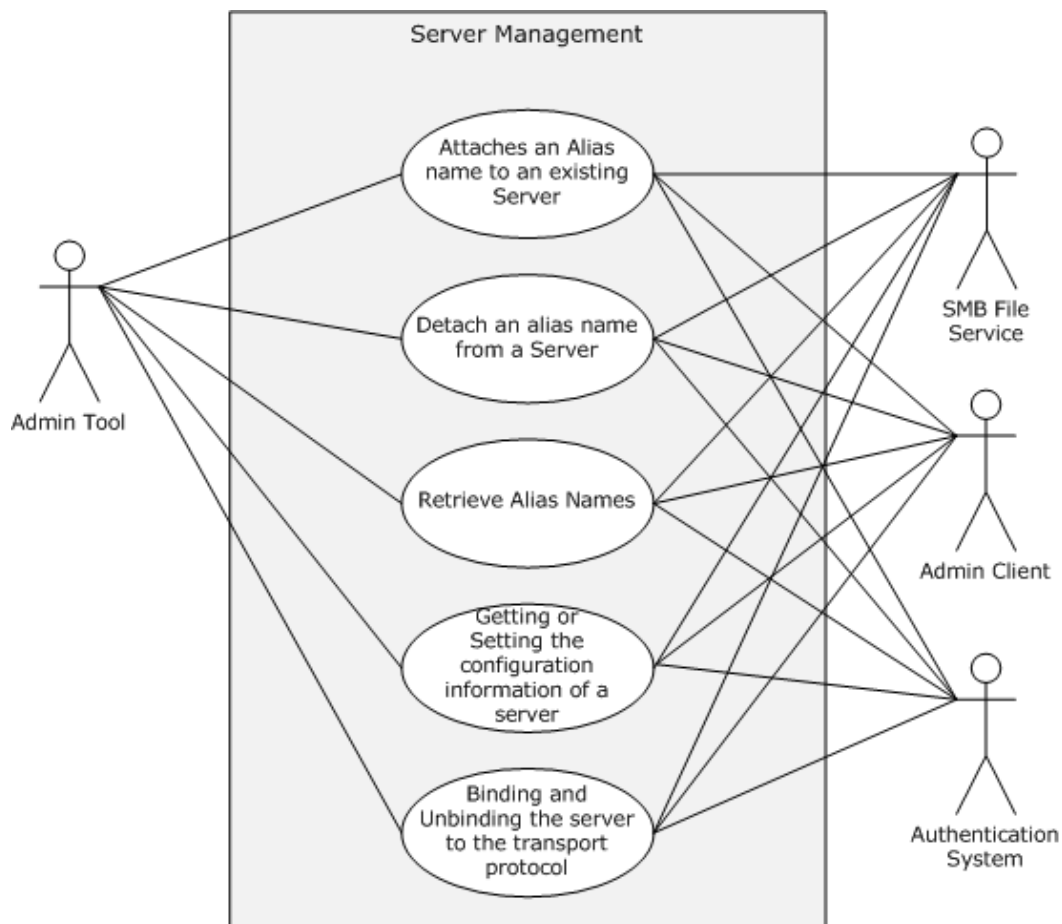 Server Management
Attaches an Alias
name to an existing
Server
SMB File
Service
Admin Tool
Detach an alias name
from a Server
Retrieve Alias Names
Admin Client
Getting or
Setting the
configuration
information of a
server
Binding and
Unbinding the server
to the transport
protocol
Authentication
System